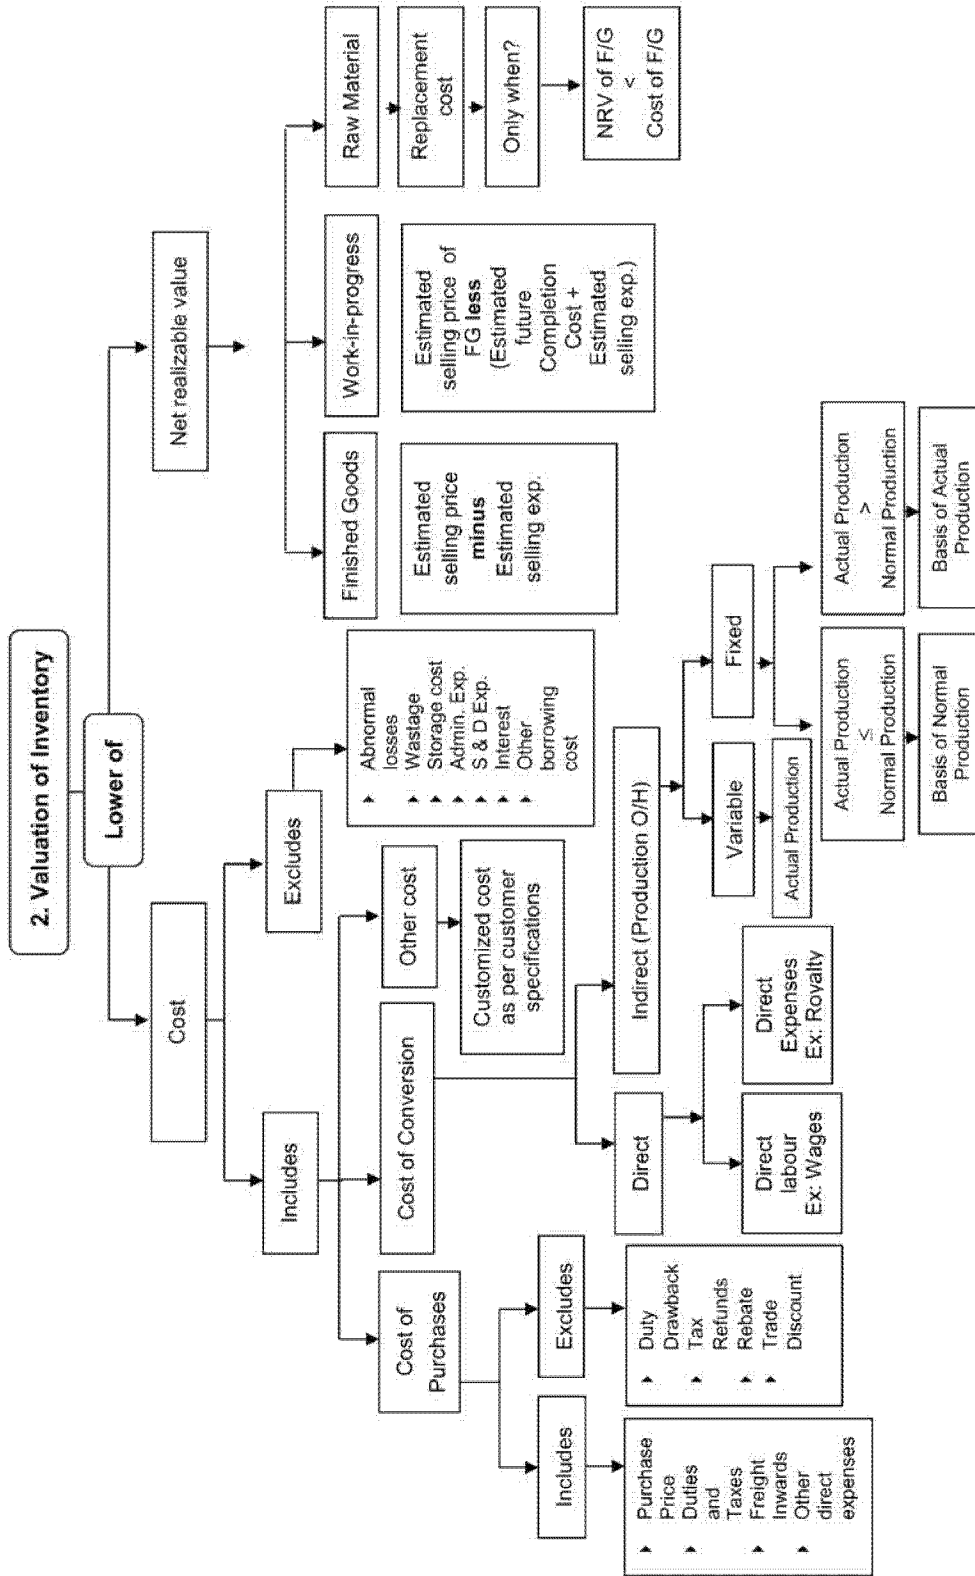 2. Valuation of Inventory
Lower of
Cost
Net realizable value
Includes
Excludes
Abnormal
losses
Wastage
Storage cost
Admin. Exp.
S & D Exp.
Interest
Other
borrowing
cost
Finished Goods
Work-in-progress
Raw Material
Estimated
selling price
minus
Estimated
selling exp.
Estimated
selling price of
FG less
(Estimated
future
Completion
Cost +
Estimated
selling exp.)
Replacement
cost
Only when?
NRV of F/G
<
Cost of F/G
Cost of
Purchases
Cost of Conversion
Other cost
Customized cost
as per customer
specifications
Includes
Excludes
Purchase
Price
Duties
and
Taxes
Freight
Inwards
Other
direct
expenses
Duty
Drawback
Tax
Refunds
Rebate
Trade
Discount
Direct
Indirect (Production O/H)
Direct
labour
Ex: Wages
Direct
Expenses
Ex: Royalty
Variable
Fixed
Actual Production
Actual Production
≤
Normal Production
Actual Production
>
Normal Production
Basis of Normal
Production
Basis of Actual
Production